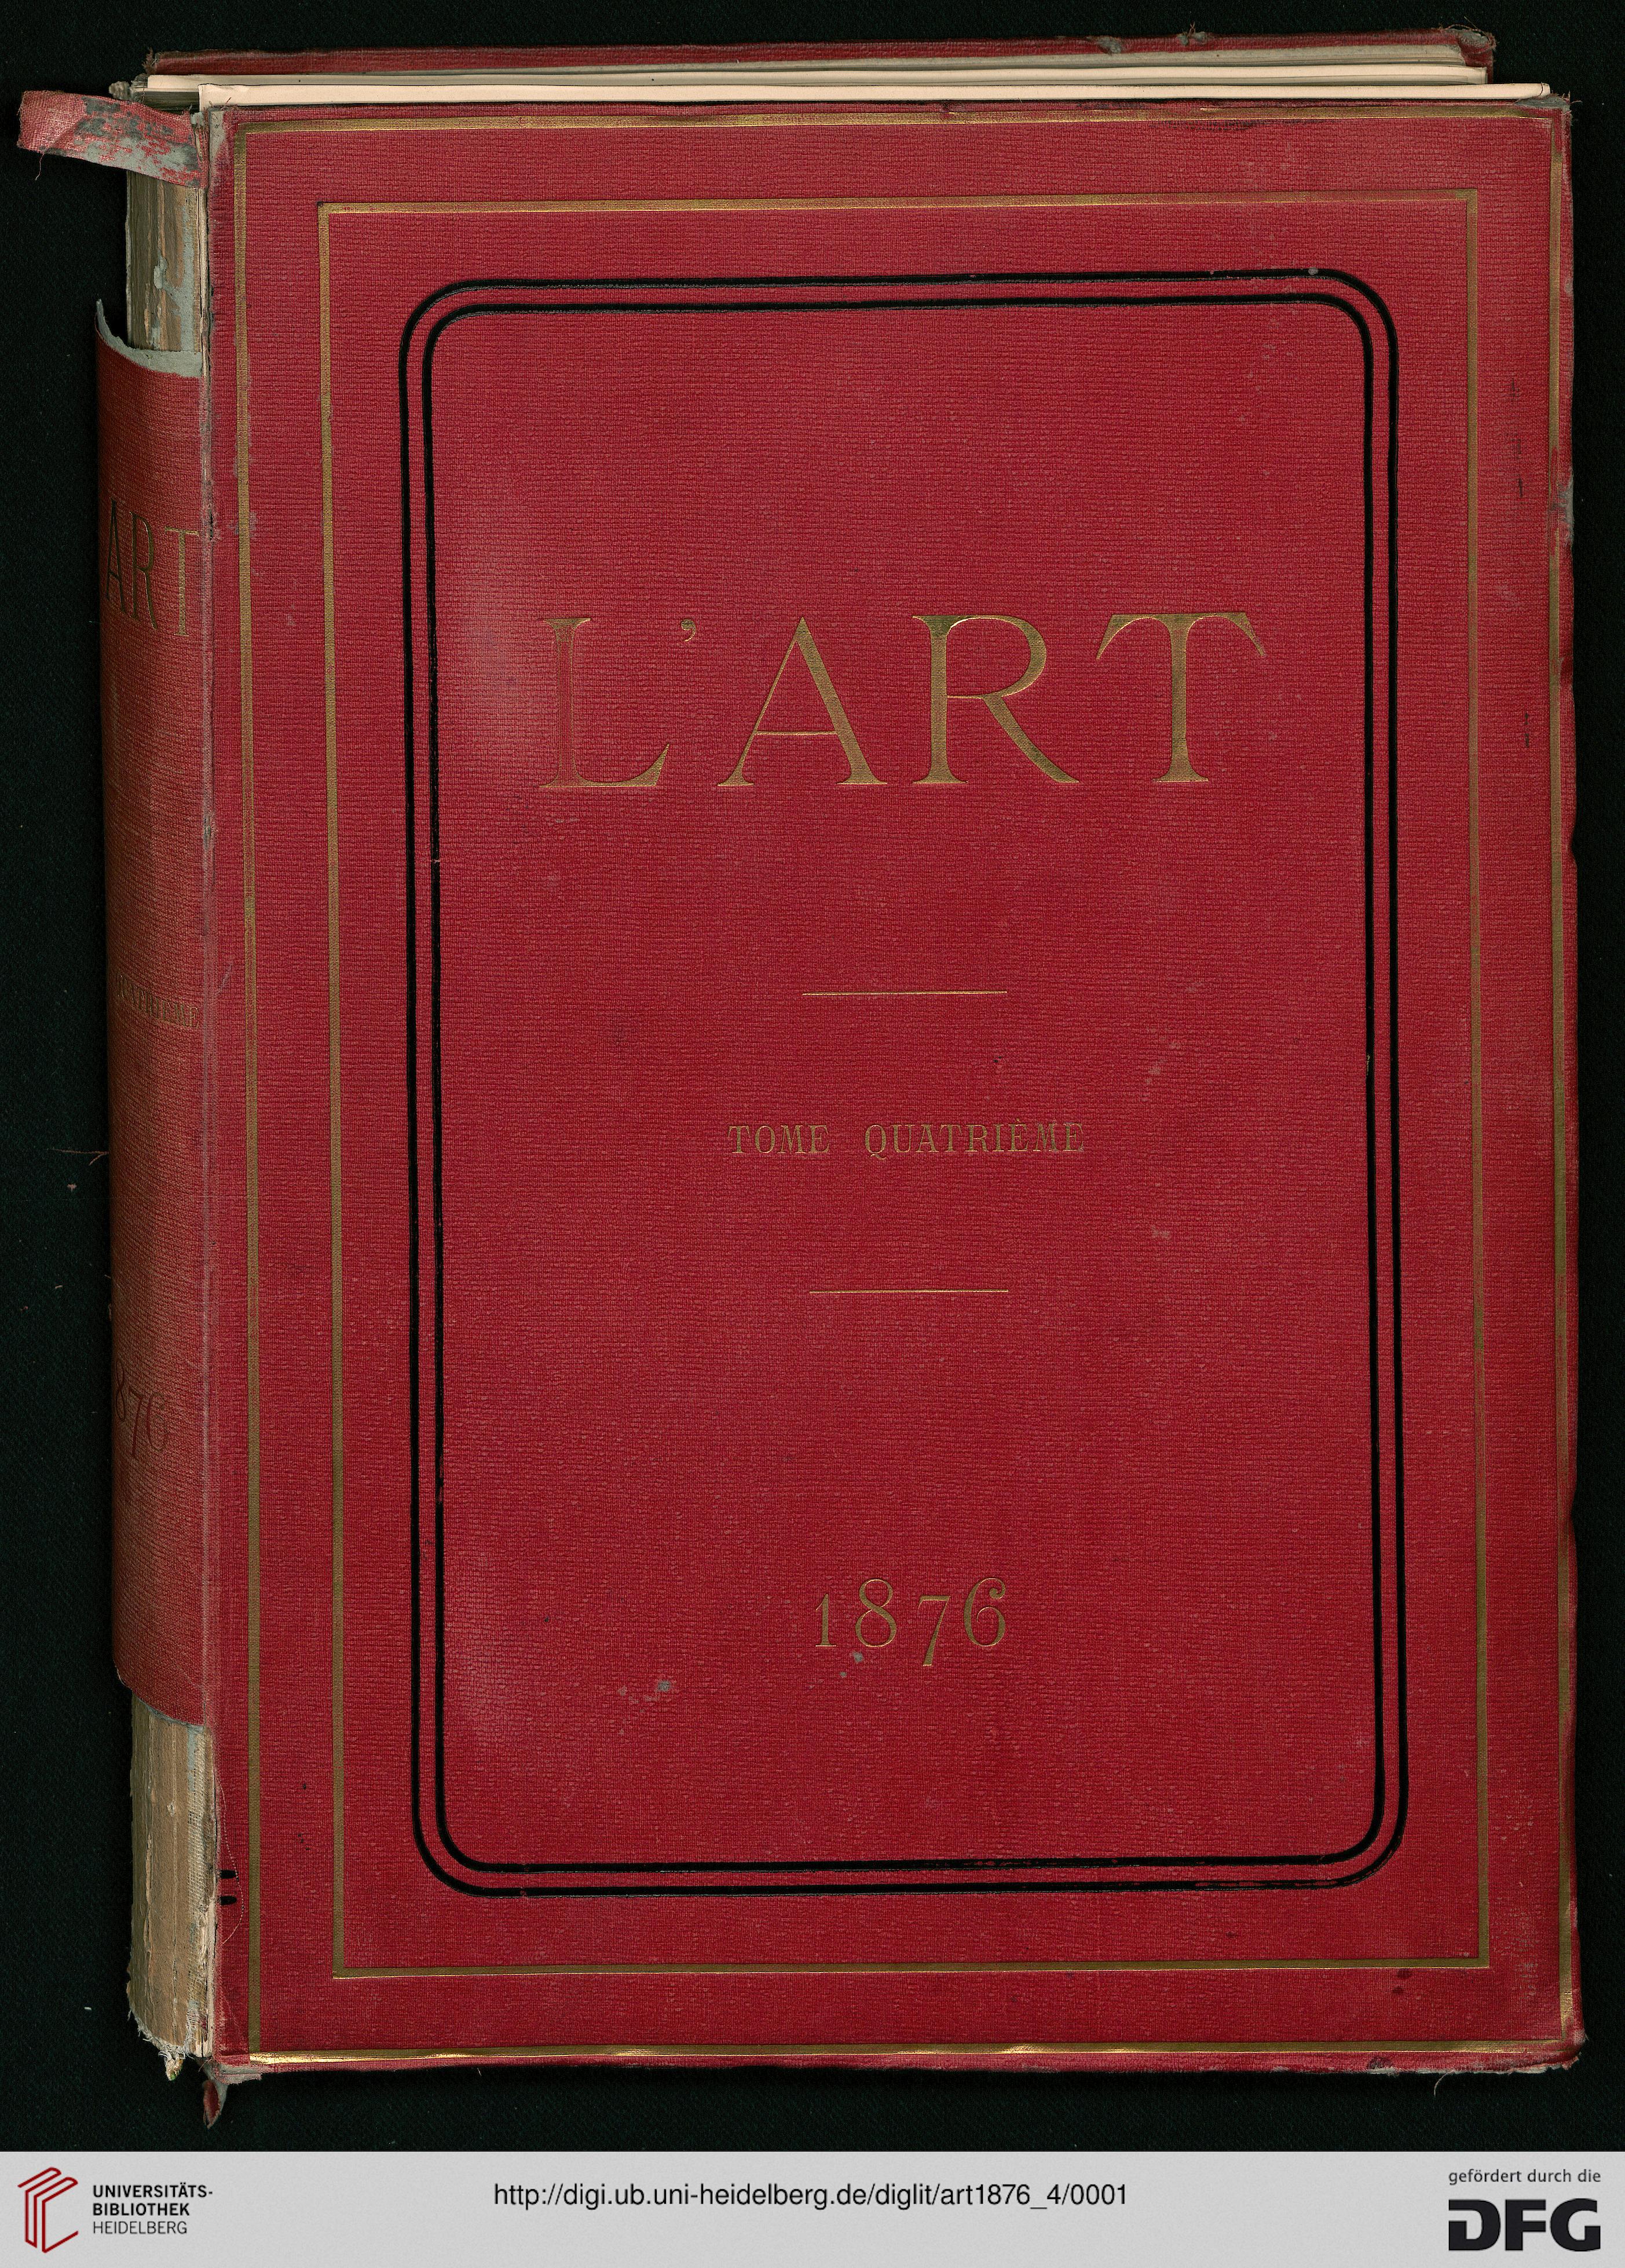 L'ART
TOME QUATRIÈME
1876
ART
876
UNIVERSITÄTS-
BIBLIOTHEK
HEIDELBERG
http://digi.ub.uni-heidelberg.de/diglit/art1876_4/0001
gefördert durch die
DFG